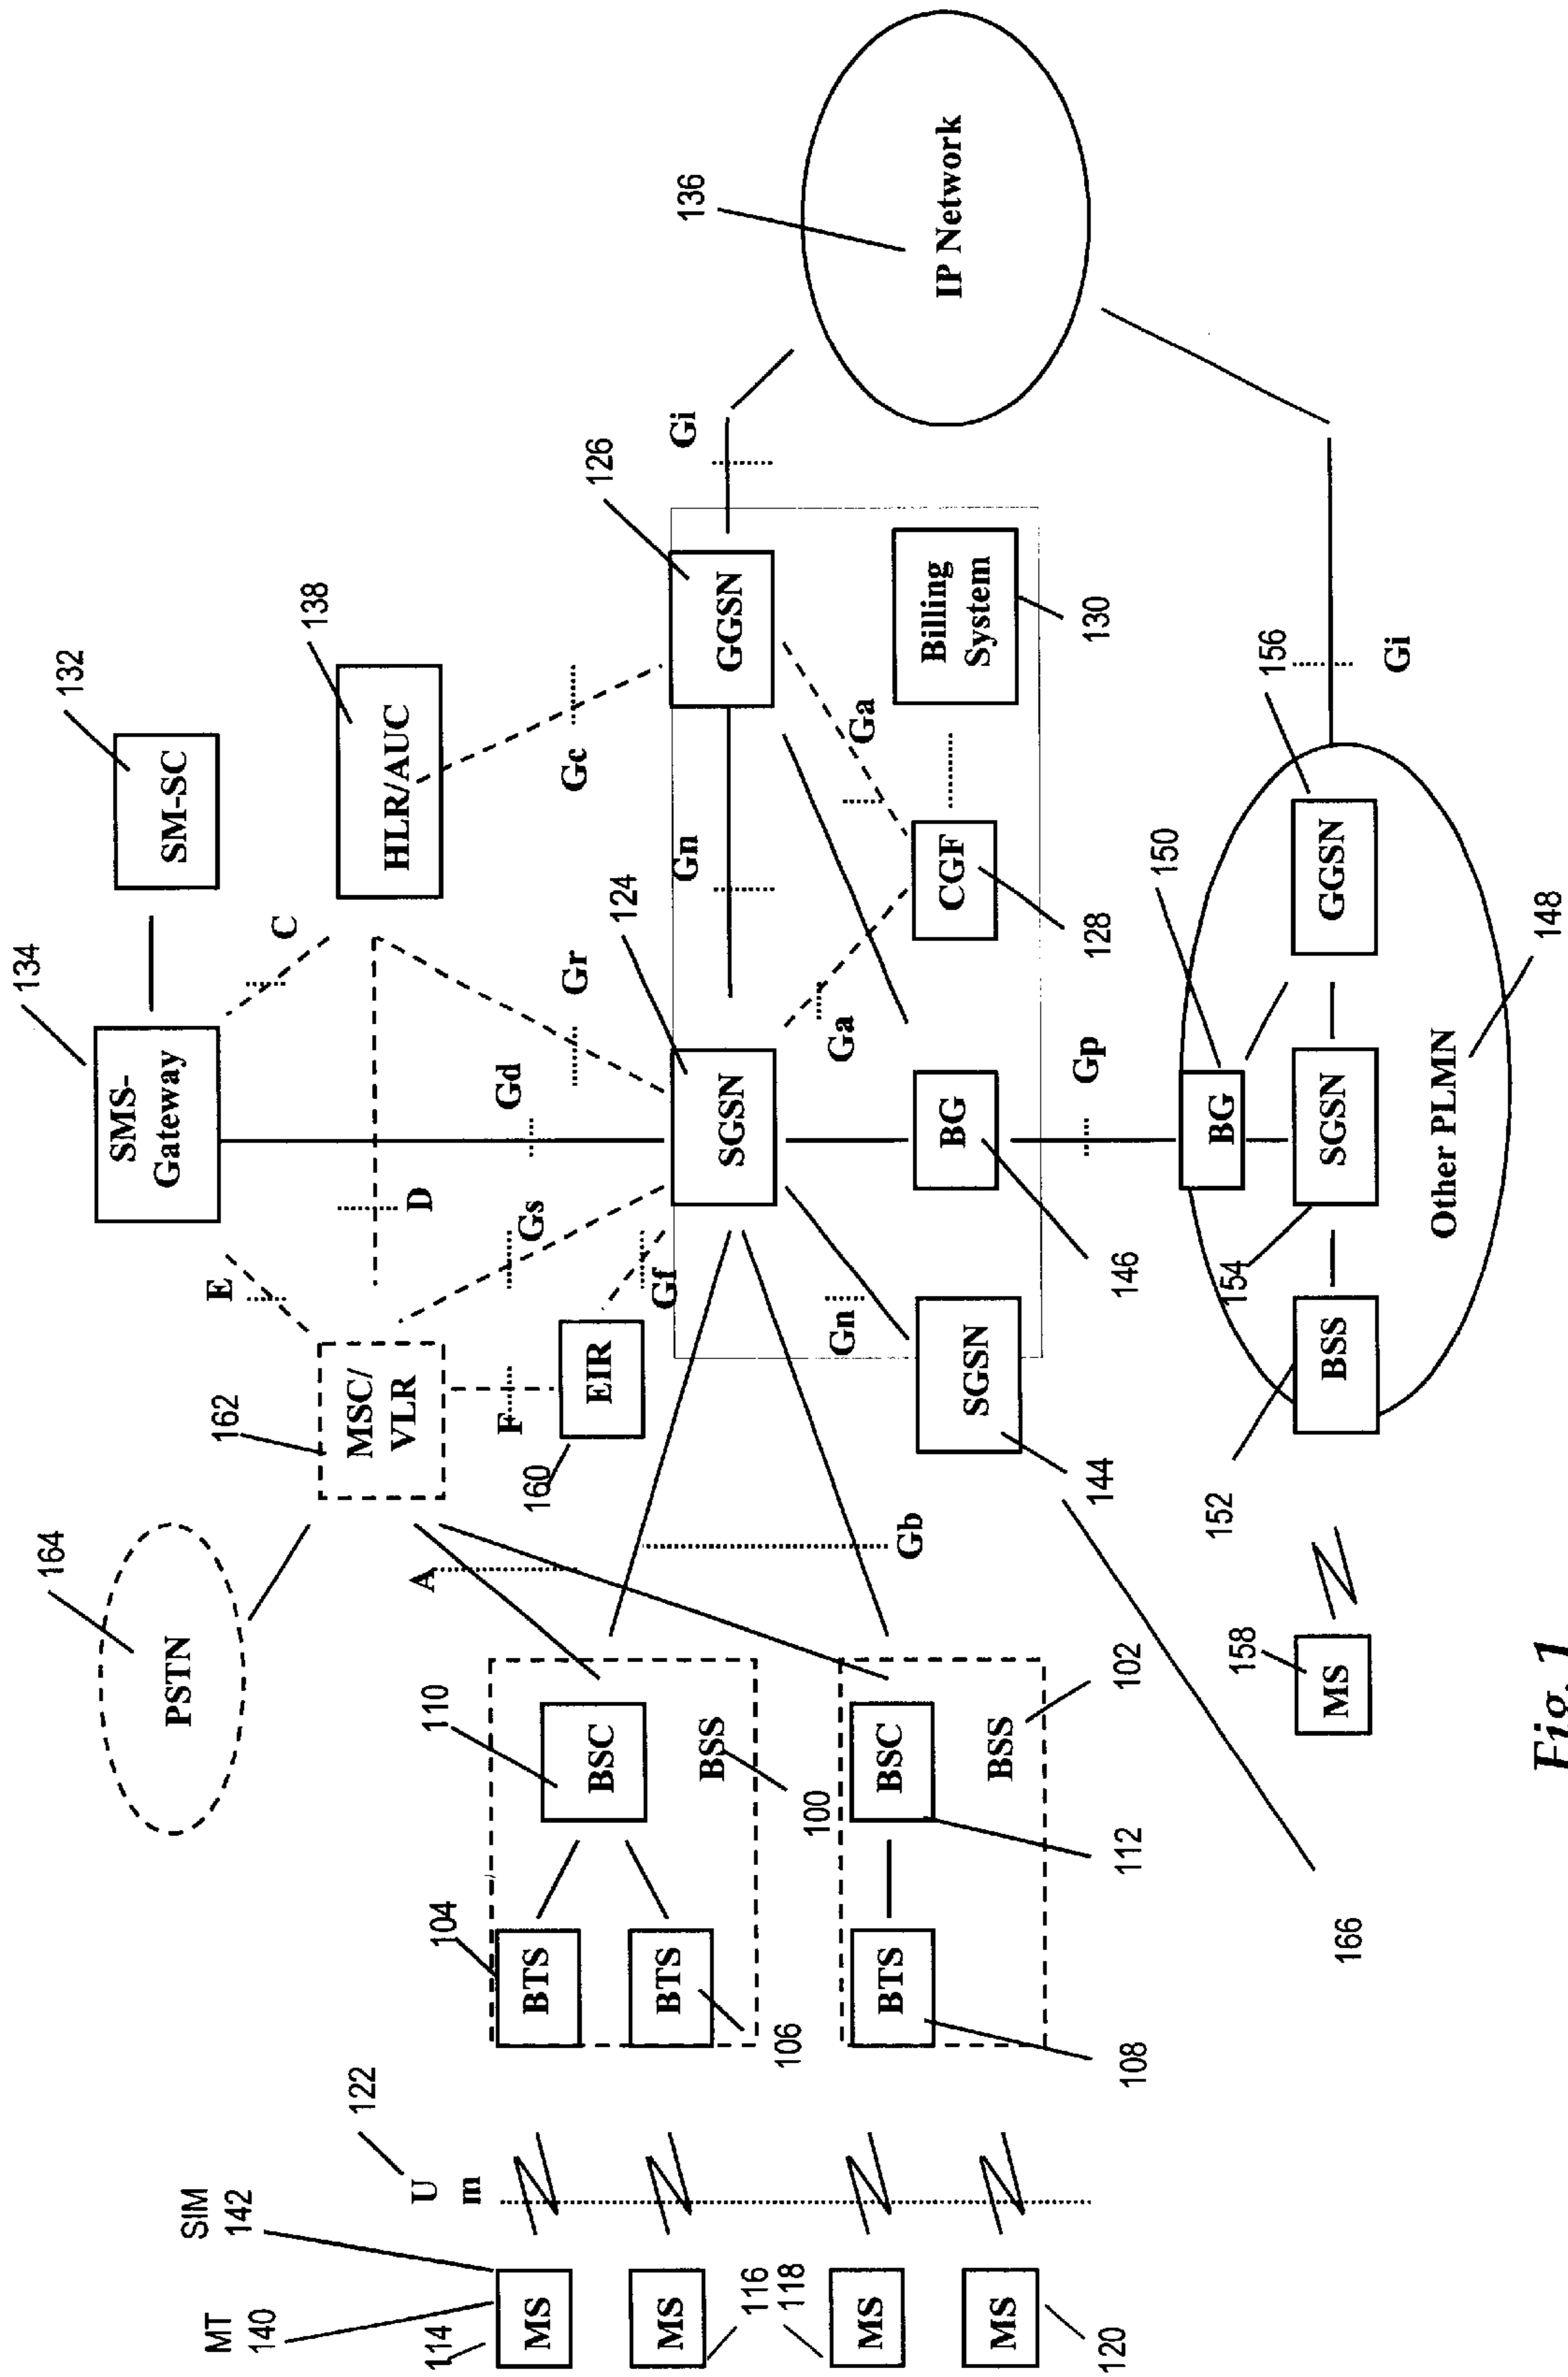 MT
140
SIM
142
114
MS
MS
116
118
MS
MS
120
U
m
122
PSTN
164
104
BTS
BTS
106
110
BSC
BSS
100
BTS
108
BSC
112
BSS
102
A
Gb
162
MSC/
VLR
E
D
F
160
EIR
Gs
Gf
134
SMS-
Gateway
132
SM-SC
C
138
HLR/AUC
Gd
Gr
Gc
124
SGSN
Gn
126
GGSN
Gi
136
IP Network
Gn
SGSN
144
166
BG
146
Ga
Ga
CGF
128
Billing
System
130
Gp
158
MS
152
BSS
154
SGSN
BG
150
GGSN
156
Gi
Other PLMN
148
Fig. 1